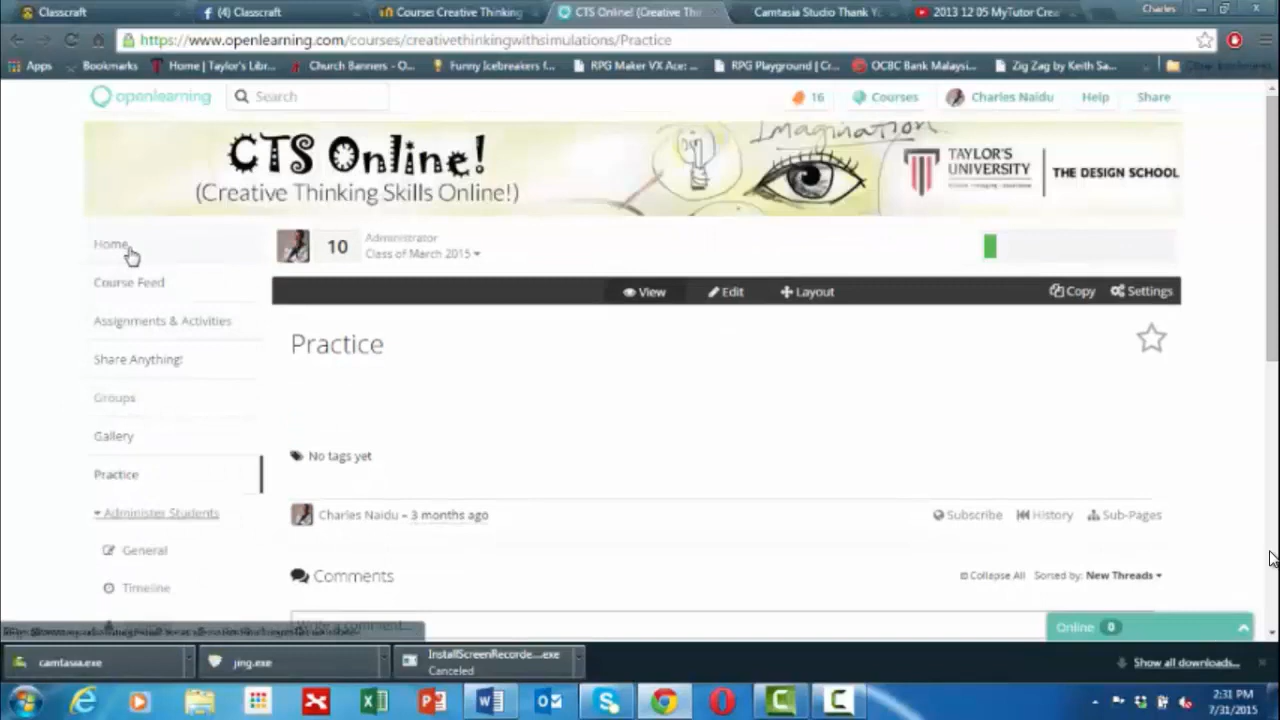 Classcraft
(4) Classcraft
Course: Creative Thinking
CTS Online! (Creative Thi
Camtasia Studio Thank Y
2013 12 05 MyTutor Crea
Charles
https://www.openlearning.com/courses/creativethinkingwithsimulations/Practice
Apps
Bookmarks
Home | Taylor's Libr...
Church Banners - O...
Funny Icebreakers f...
RPG Maker VX Ace: ...
RPG Playground | Cr...
OCBC Bank Malaysi...
Zig Zag by Keith Sa...
openlearning
Search
16
Courses
Charles Naidu
Help
Share
CTS Online!
(Creative Thinking Skills Online!)
Imagination
TAYLOR'S
UNIVERSITY
THE DESIGN SCHOOL
Home
Course Feed
Assignments & Activities
Share Anything!
Groups
Gallery
Practice
Administer Students
General
Timeline
10
Administrator
Class of March 2015
View
Edit
Layout
Copy
Settings
Practice
No tags yet
Charles Naidu – 3 months ago
Subscribe
History
Sub-Pages
Comments
Collapse All
Sorted by: New Threads
Write a comment...
Online 0
camtasia.exe
jing.exe
InstallScreenRecorde....exe
Canceled
Show all downloads...
2:31 PM
7/31/2015